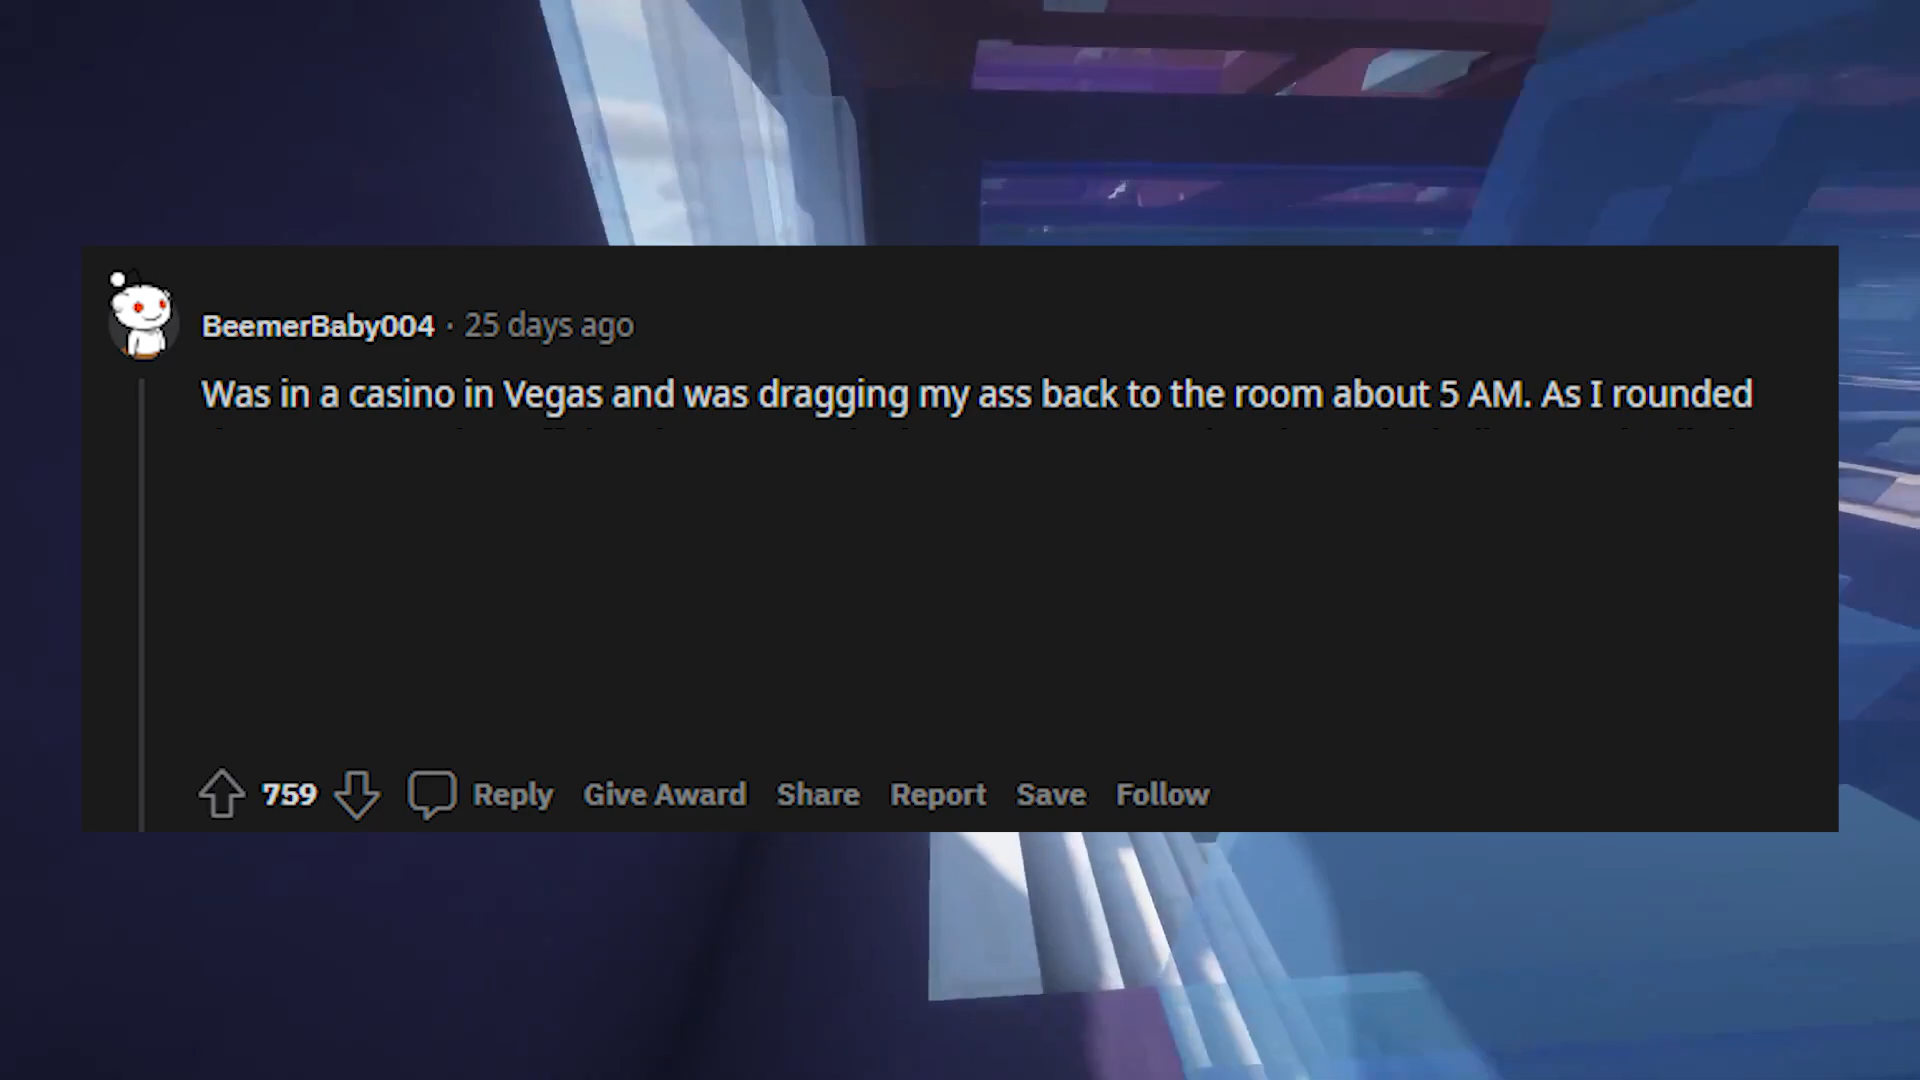 BeemerBaby004 · 25 days ago
Was in a casino in Vegas and was dragging my ass back to the room about 5 AM. As I rounded
759 Reply Give Award Share Report Save Follow